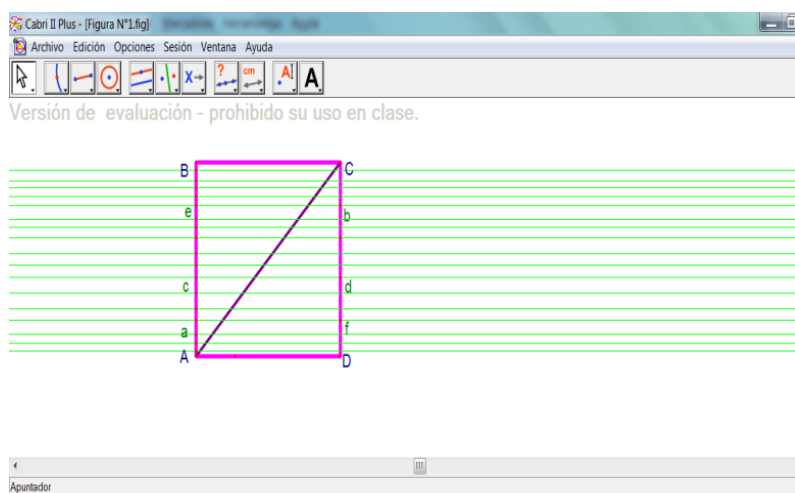 Cabri II Plus - [Figura N°1.fig]
Archivo Edición Opciones Sesión Ventana Ayuda
? cm .A A
Versión de evaluación - prohibido su uso en clase.
B C
e b
c d
a f
A D
Apuntador